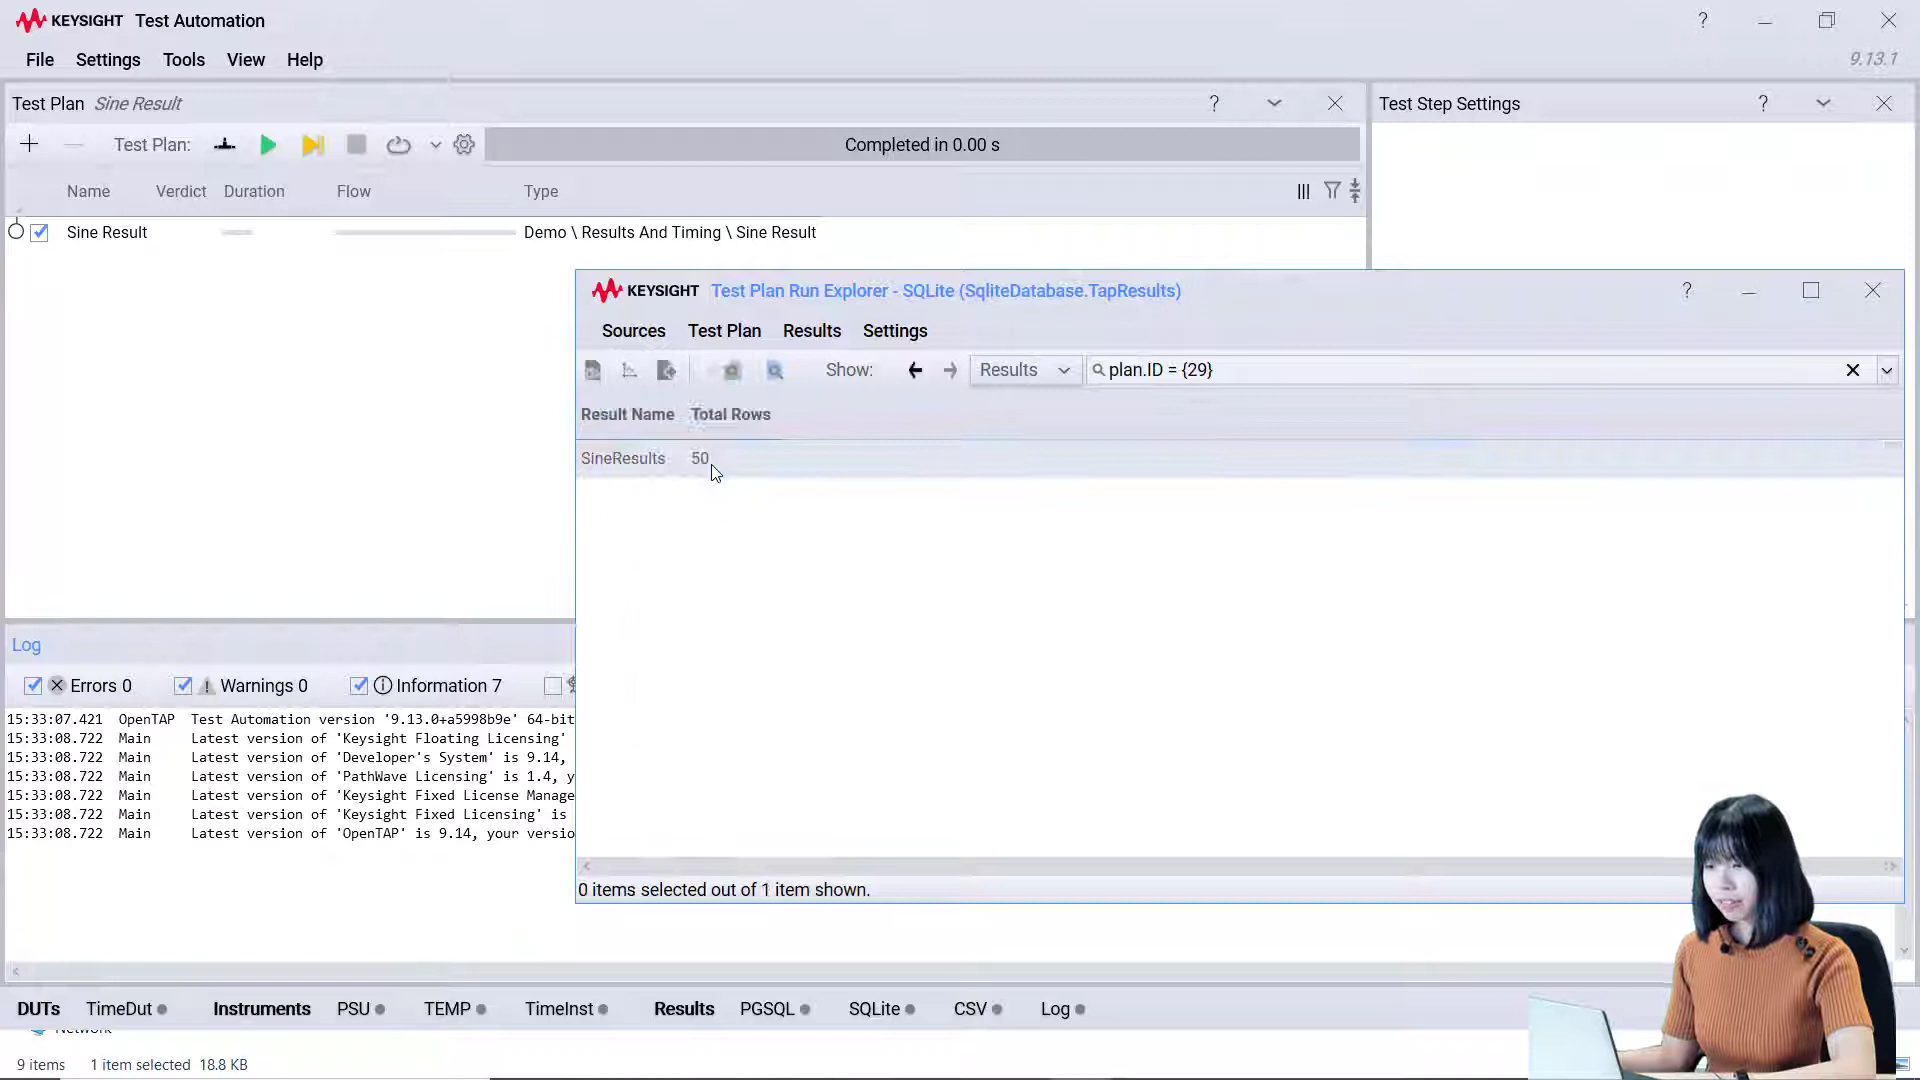 KEYSIGHT Test Automation
?
File Settings Tools View Help
9.13.1
Test Plan Sine Result
?
Test Step Settings
?
Test Plan:
Completed in 0.00 s
Name Verdict Duration Flow Type
Sine Result Demo \ Results And Timing \ Sine Result
KEYSIGHT Test Plan Run Explorer - SQLite (SqliteDatabase.TapResults)
?
Sources Test Plan Results Settings
Show: Results plan.ID = {29}
Result Name Total Rows
SineResults 50
0 items selected out of 1 item shown.
Log
Errors 0 Warnings 0 Information 7
15:33:07.421 OpenTAP Test Automation version '9.13.0+a5998b9e' 64-bit
15:33:08.722 Main Latest version of 'Keysight Floating Licensing'
15:33:08.722 Main Latest version of 'Developer's System' is 9.14,
15:33:08.722 Main Latest version of 'PathWave Licensing' is 1.4, y
15:33:08.722 Main Latest version of 'Keysight Fixed License Manage
15:33:08.722 Main Latest version of 'Keysight Fixed Licensing' is
15:33:08.722 Main Latest version of 'OpenTAP' is 9.14, your versio
DUTs TimeDut Instruments PSU TEMP TimeInst Results PGSQL SQLite CSV Log
Network
9 items 1 item selected 18.8 KB